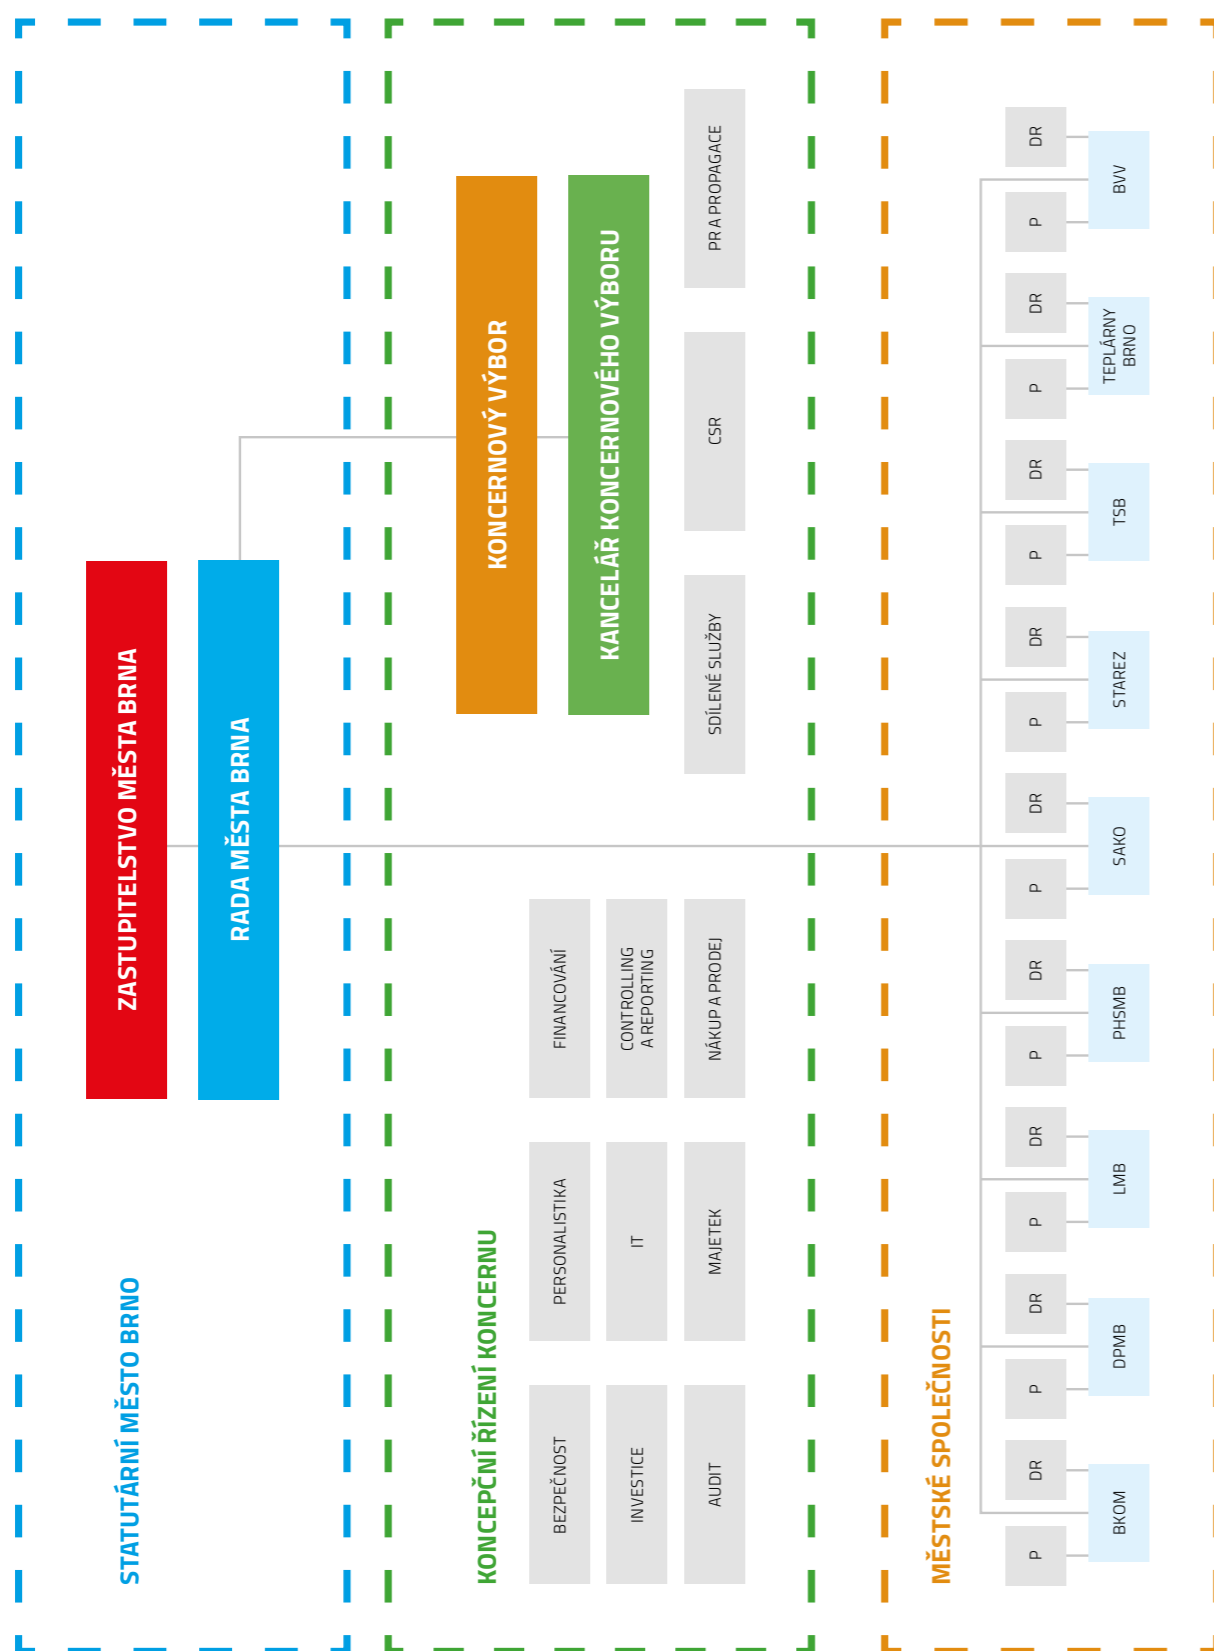 STATUTÁRNÍ MĚSTO BRNO
ZASTUPITELSTVO MĚSTA BRNA
RADA MĚSTA BRNA
KONCEPČNÍ ŘÍZENÍ KONCERNU
KONCERNOVÝ VÝBOR
KANCELÁŘ KONCERNOVÉHO VÝBORU
BEZPEČNOST
PERSONALISTIKA
FINANCOVÁNÍ
INVESTICE
IT
CONTROLLING
A REPORTING
AUDIT
MAJETEK
NÁKUP A PRODEJ
SDÍLENÉ SLUŽBY
CSR
PR A PROPAGACE
MĚSTSKÉ SPOLEČNOSTI
P
DR
P
DR
P
DR
P
DR
P
DR
P
DR
P
DR
P
DR
P
DR
BKOM
DPMB
LMB
PHSMB
SAKO
STAREZ
TSB
TEPLÁRNY
BRNO
BVV